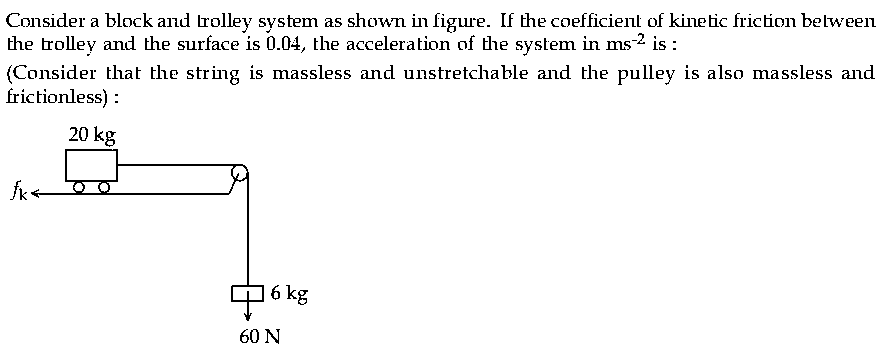 Consider a block and trolley system as shown in figure. If the coefficient of kinetic friction between
the trolley and the surface is 0.04, the acceleration of the system in ms⁻² is :
(Consider that the string is massless and unstretchable and the pulley is also massless and
frictionless) :
20 kg
fk
6 kg
60 N